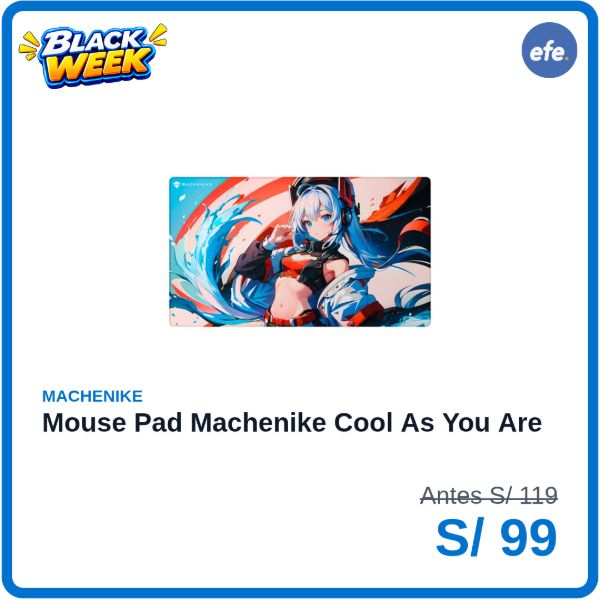 BLACK
WEEK
efe.
MACHENIKE
MACHENIKE
Mouse Pad Machenike Cool As You Are
Antes S/ 119
S/ 99